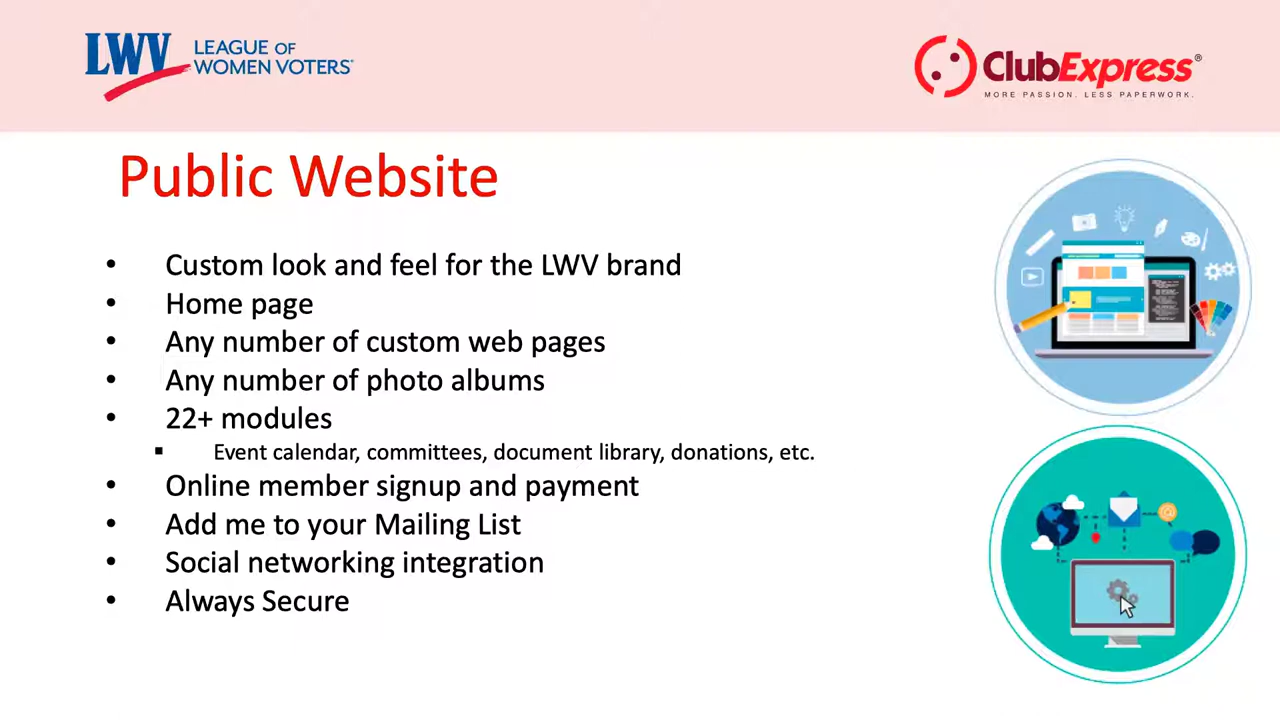 LWV LEAGUE OF
WOMEN VOTERS®
ClubExpress®
MORE PASSION. LESS PAPERWORK.
Public Website
• Custom look and feel for the LWV brand
• Home page
• Any number of custom web pages
• Any number of photo albums
• 22+ modules
▪ Event calendar, committees, document library, donations, etc.
• Online member signup and payment
• Add me to your Mailing List
• Social networking integration
• Always Secure